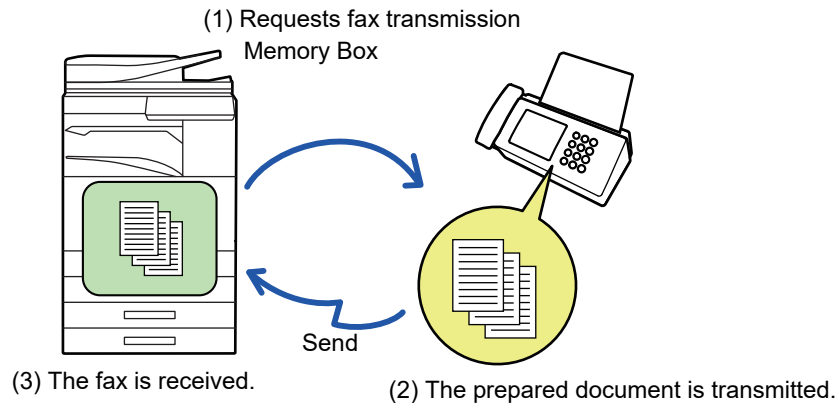 (1) Requests fax transmission
Memory Box
Send
(3) The fax is received.
(2) The prepared document is transmitted.